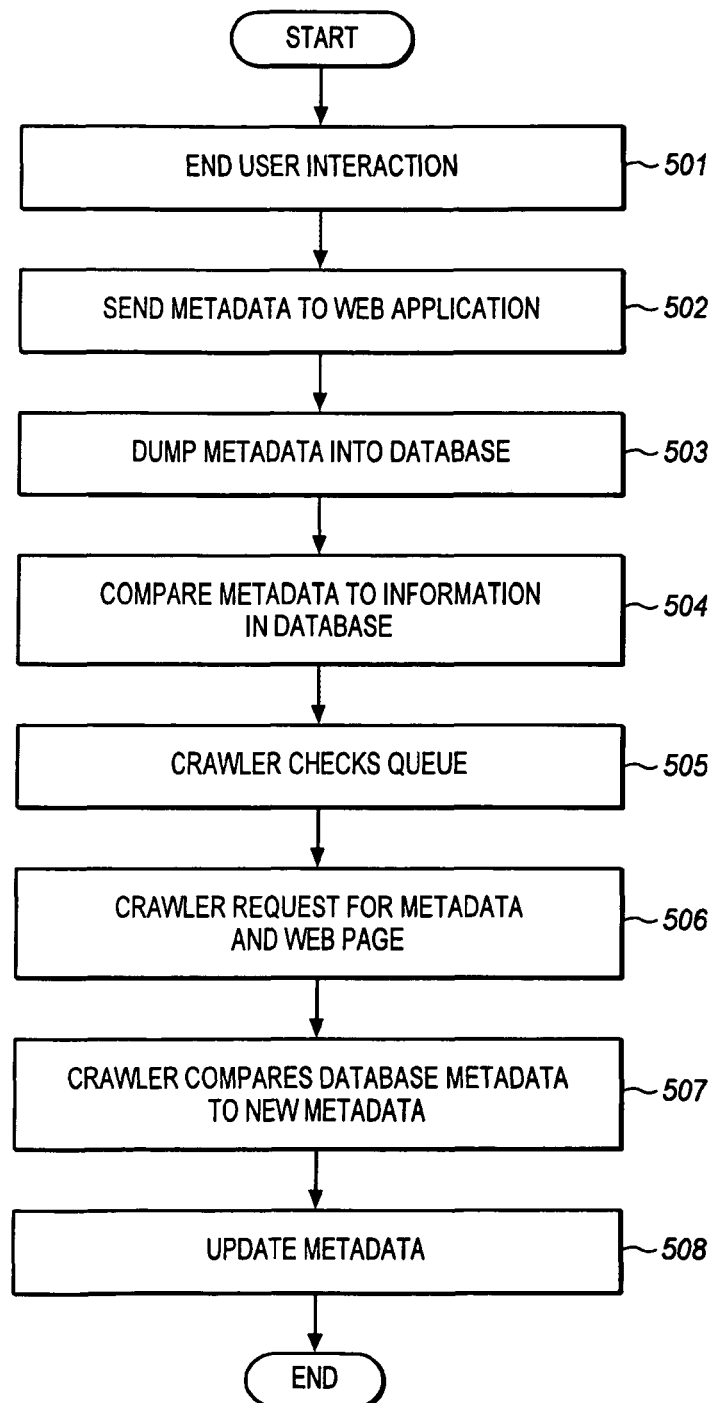 START
END USER INTERACTION
501
SEND METADATA TO WEB APPLICATION
502
DUMP METADATA INTO DATABASE
503
COMPARE METADATA TO INFORMATION
IN DATABASE
504
CRAWLER CHECKS QUEUE
505
CRAWLER REQUEST FOR METADATA
AND WEB PAGE
506
CRAWLER COMPARES DATABASE METADATA
TO NEW METADATA
507
UPDATE METADATA
508
END